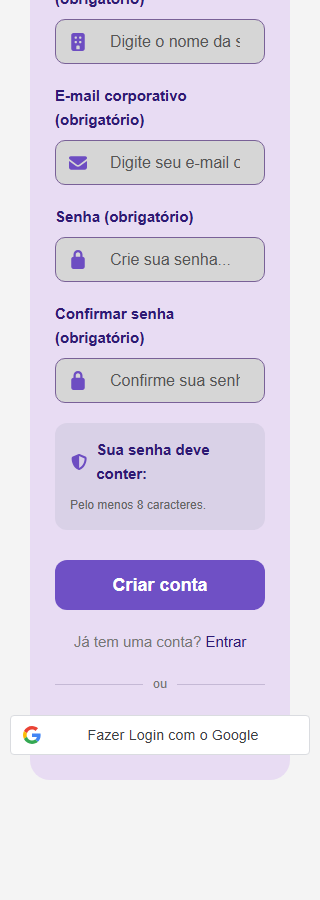 (obrigatório)
Digite o nome da s
E-mail corporativo
(obrigatório)
Digite seu e-mail c
Senha (obrigatório)
Crie sua senha...
Confirmar senha
(obrigatório)
Confirme sua senh
Sua senha deve
conter:
Pelo menos 8 caracteres.
Criar conta
Já tem uma conta? Entrar
ou
Fazer Login com o Google